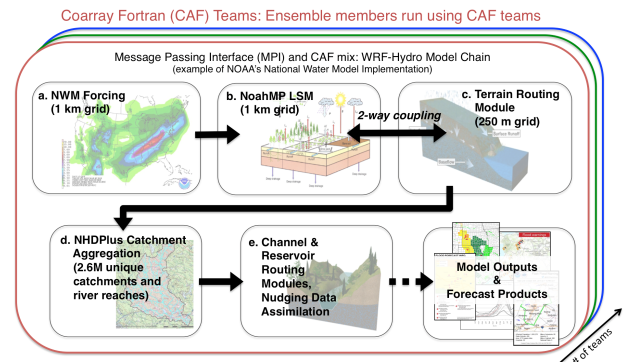 Coarray Fortran (CAF) Teams: Ensemble members run using CAF teams
Message Passing Interface (MPI) and CAF mix: WRF-Hydro Model Chain
(example of NOAA's National Water Model Implementation)
a. NWM Forcing
(1 km grid)
b. NoahMP LSM
(1 km grid)
2-way coupling
c. Terrain Routing
Module
(250 m grid)
Surface Runoff
Baseflow
d. NHDPlus Catchment
Aggregation
(2.6M unique
catchments and
river reaches)
e. Channel &
Reservoir
Routing
Modules,
Nudging Data
Assimilation
Model Outputs
&
Forecast Products
# of teams